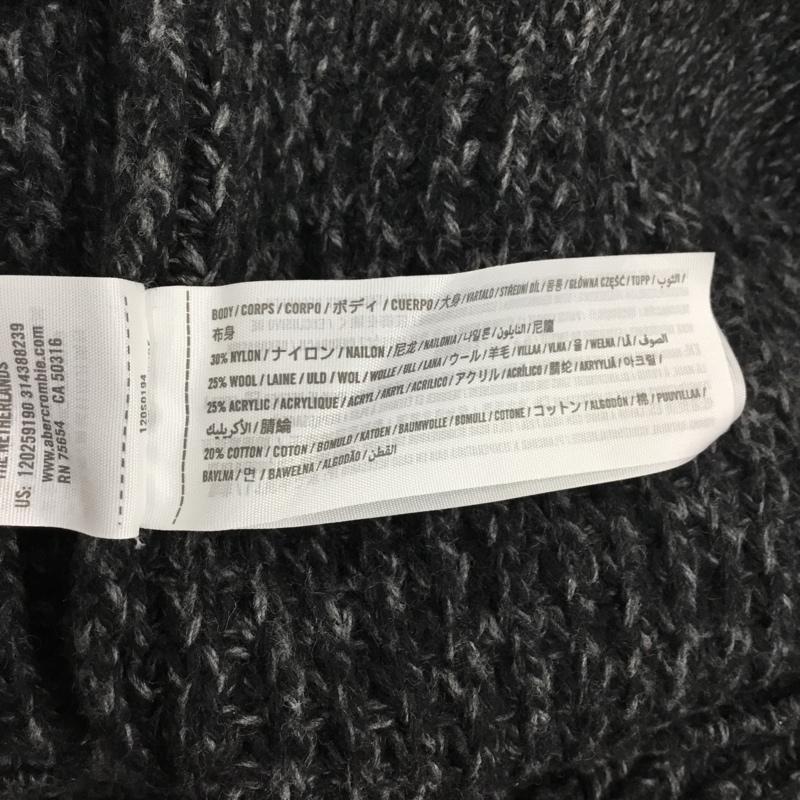 BODY / CORPS / CORPO / ボディ / CUERPO / 大身 / VARTALO / STŘEDNÍ DÍL / 몸통 / GŁÓWNA CZĘŚĆ / TOPP / الثوب /
布身
30% NYLON / ナイロン / NAILON / 尼龙 / NAILONIA / 나일론 / النايلون / 尼龍
25% WOOL / LAINE / ULD / WOL / WOLLE / ULL / LANA / ウール / 羊毛 / VILLAA / VLNA / 울 / WEŁNA / LÃ / الصوف
25% ACRYLIC / ACRYLIQUE / ACRYL / AKRYL / ACRILICO / アクリル / ACRÍLICO / 腈纶 / AKRYYLIÄ / 아크릴 /
الأكريليك / 腈綸
20% COTTON / COTON / BOMULD / KATOEN / BAUMWOLLE / BOMULL / COTONE / コットン / ALGODÓN / 棉 / PUUVILLAA /
BAVLNA / 면 / BAWEŁNA / ALGODÃO / القطن
THE NETHERLANDS
US: 120259190 314388239
www.abercrombie.com
RN 75654 CA 50316